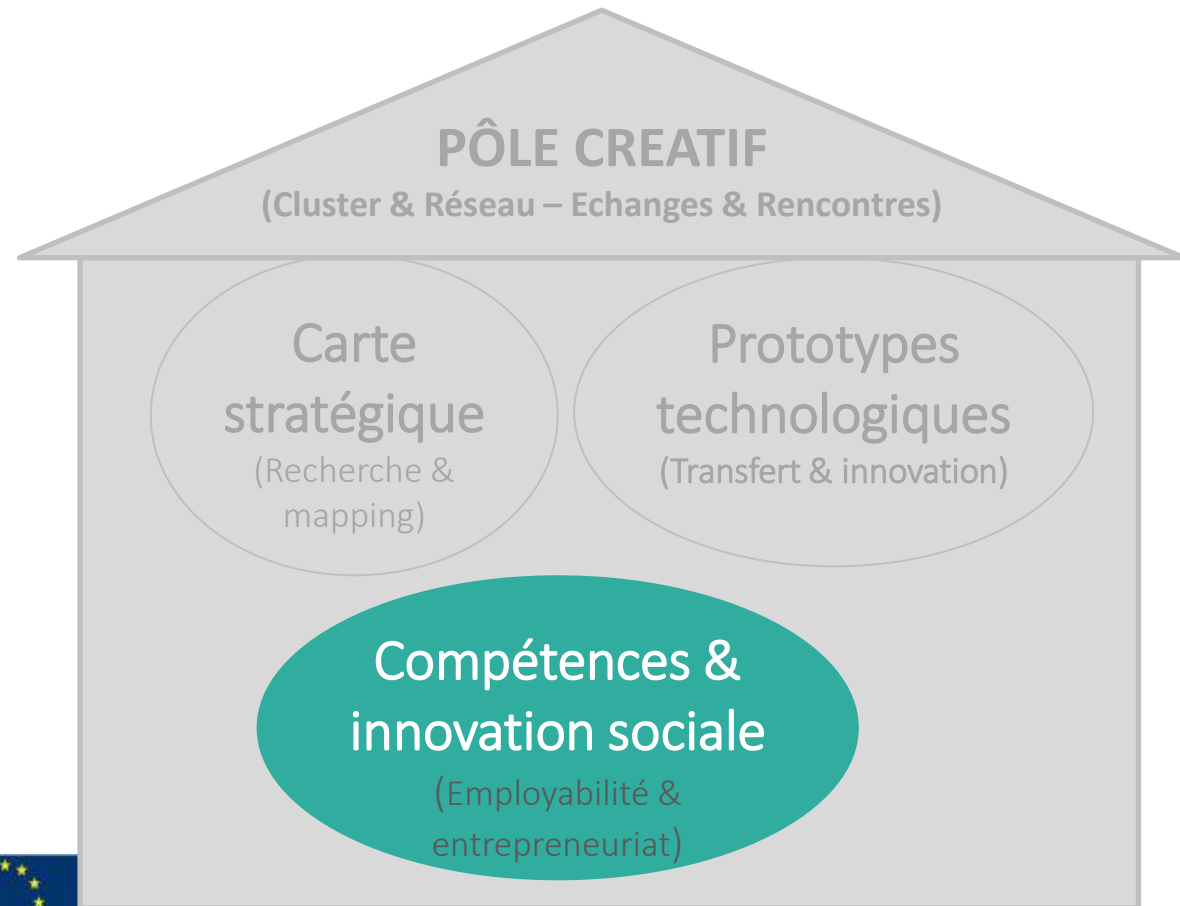 PÔLE CREATIF
(Cluster & Réseau – Echanges & Rencontres)
Carte
stratégique
(Recherche &
mapping)
Prototypes
technologiques
(Transfert & innovation)
Compétences &
innovation sociale
(Employabilité &
entrepreneuriat)